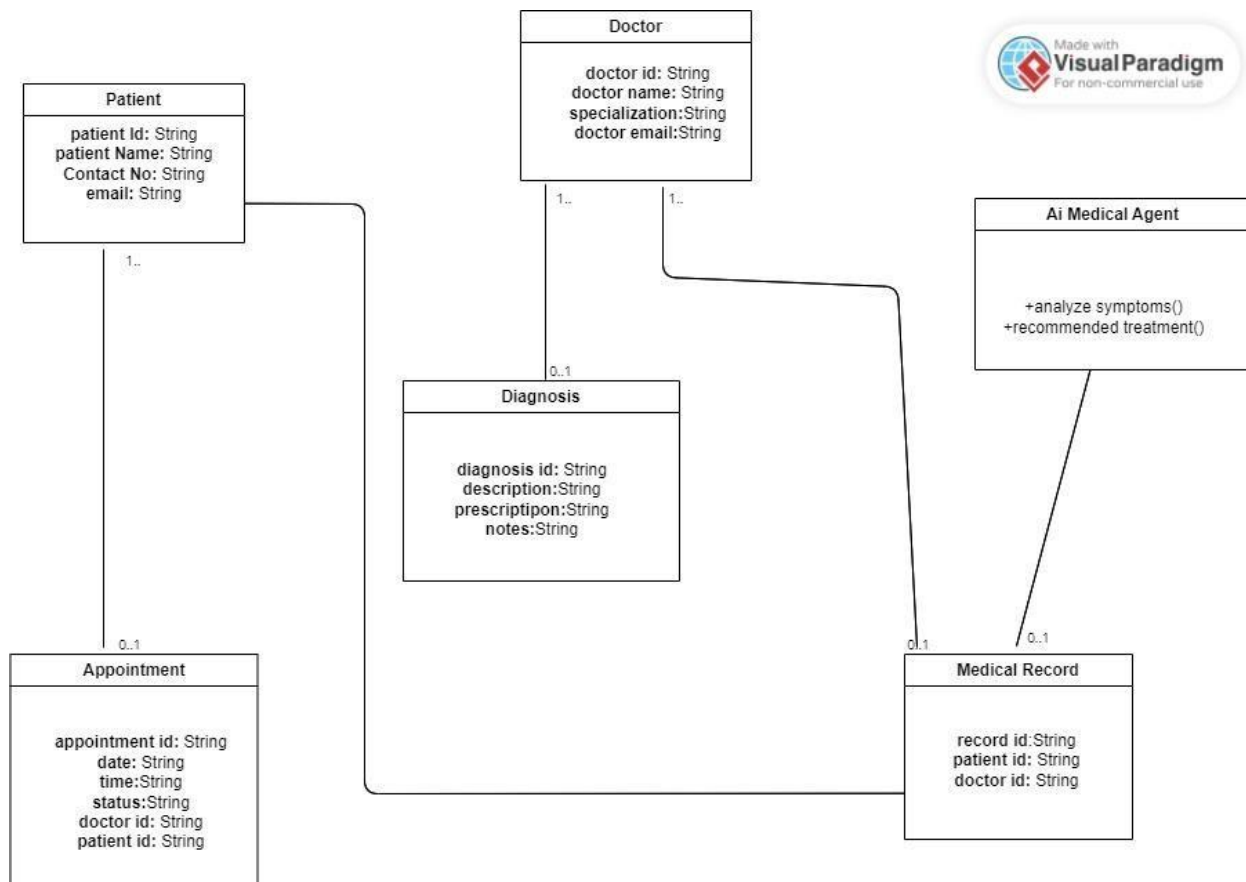 Doctor
doctor id: String
doctor name: String
specialization:String
doctor email:String
Made with
Visual Paradigm
For non-commercial use
Patient
patient Id: String
patient Name: String
Contact No: String
email: String
1..
1..
1..
Ai Medical Agent
+analyze symptoms()
+recommended treatment()
0..1
Diagnosis
diagnosis id: String
description:String
prescriptipon:String
notes:String
0..1
0..1
0..1
Appointment
appointment id: String
date: String
time:String
status:String
doctor id: String
patient id: String
Medical Record
record id:String
patient id: String
doctor id: String